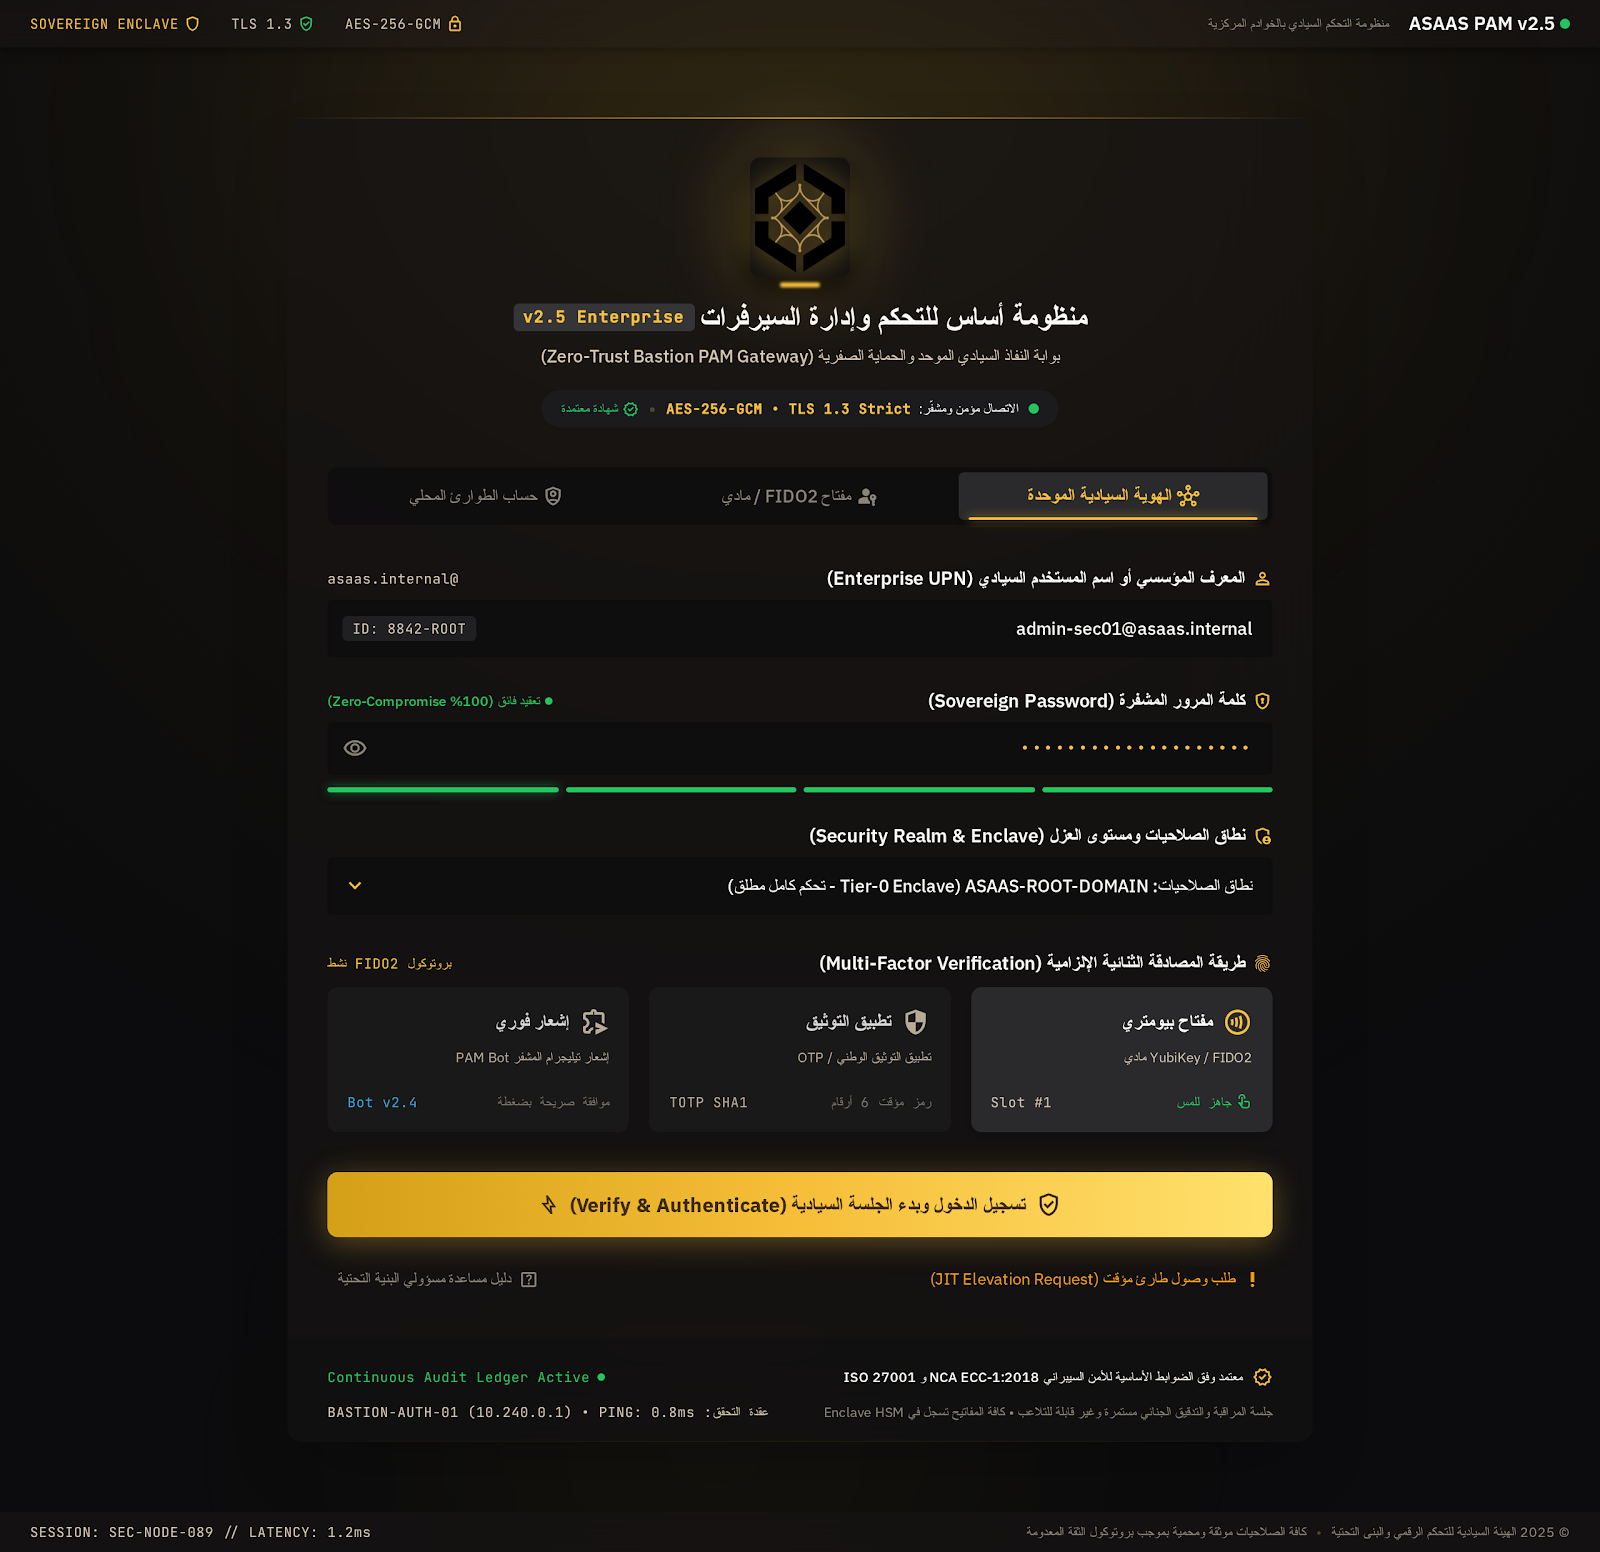 ASAAS PAM v2.5 منظومة التحكم السيادي بالخوادم المركزية
AES-256-GCM TLS 1.3 SOVEREIGN ENCLAVE
منظومة أساس للتحكم وإدارة السيرفرات v2.5 Enterprise
بوابة النفاذ السيادي الموحد والحماية الصفرية (Zero-Trust Bastion PAM Gateway)
الاتصال مؤمن ومشفّر: AES-256-GCM • TLS 1.3 Strict • شهادة معتمدة
الهوية السيادية الموحدة
مفتاح FIDO2 / مادي
حساب الطوارئ المحلي
المعرف المؤسسي أو اسم المستخدم السيادي (Enterprise UPN)
asaas.internal@
admin-sec01@asaas.internal
ID: 8842-ROOT
كلمة المرور المشفرة (Sovereign Password)
تعقيد فائق (Zero-Compromise %100)
نطاق الصلاحيات ومستوى العزل (Security Realm & Enclave)
نطاق الصلاحيات: ASAAS-ROOT-DOMAIN (Tier-0 Enclave - تحكم كامل مطلق)
طريقة المصادقة الثنائية الإلزامية (Multi-Factor Verification)
بروتوكول FIDO2 نشط
مفتاح بيومتري
YubiKey / FIDO2 مادي
جاهز للمس
Slot #1
تطبيق التوثيق
تطبيق التوثيق الوطني / OTP
رمز مؤقت 6 أرقام
TOTP SHA1
إشعار فوري
إشعار تيليجرام المشفر PAM Bot
موافقة صريحة بضغطة
Bot v2.4
تسجيل الدخول وبدء الجلسة السيادية (Verify & Authenticate)
طلب وصول طارئ مؤقت (JIT Elevation Request)
دليل مساعدة مسؤولي البنية التحتية
معتمد وفق الضوابط الأساسية للأمن السيبراني NCA ECC-1:2018 و ISO 27001
Continuous Audit Ledger Active
جلسة المراقبة والتدقيق الجنائي مستمرة وغير قابلة للتلاعب • كافة المفاتيح تسجل في Enclave HSM
عقدة التحقق: BASTION-AUTH-01 (10.240.0.1) • PING: 0.8ms
© 2025 الهيئة السيادية للتحكم الرقمي والبنى التحتية • كافة الصلاحيات موثقة ومحمية بموجب بروتوكول الثقة المعدومة
SESSION: SEC-NODE-089 // LATENCY: 1.2ms